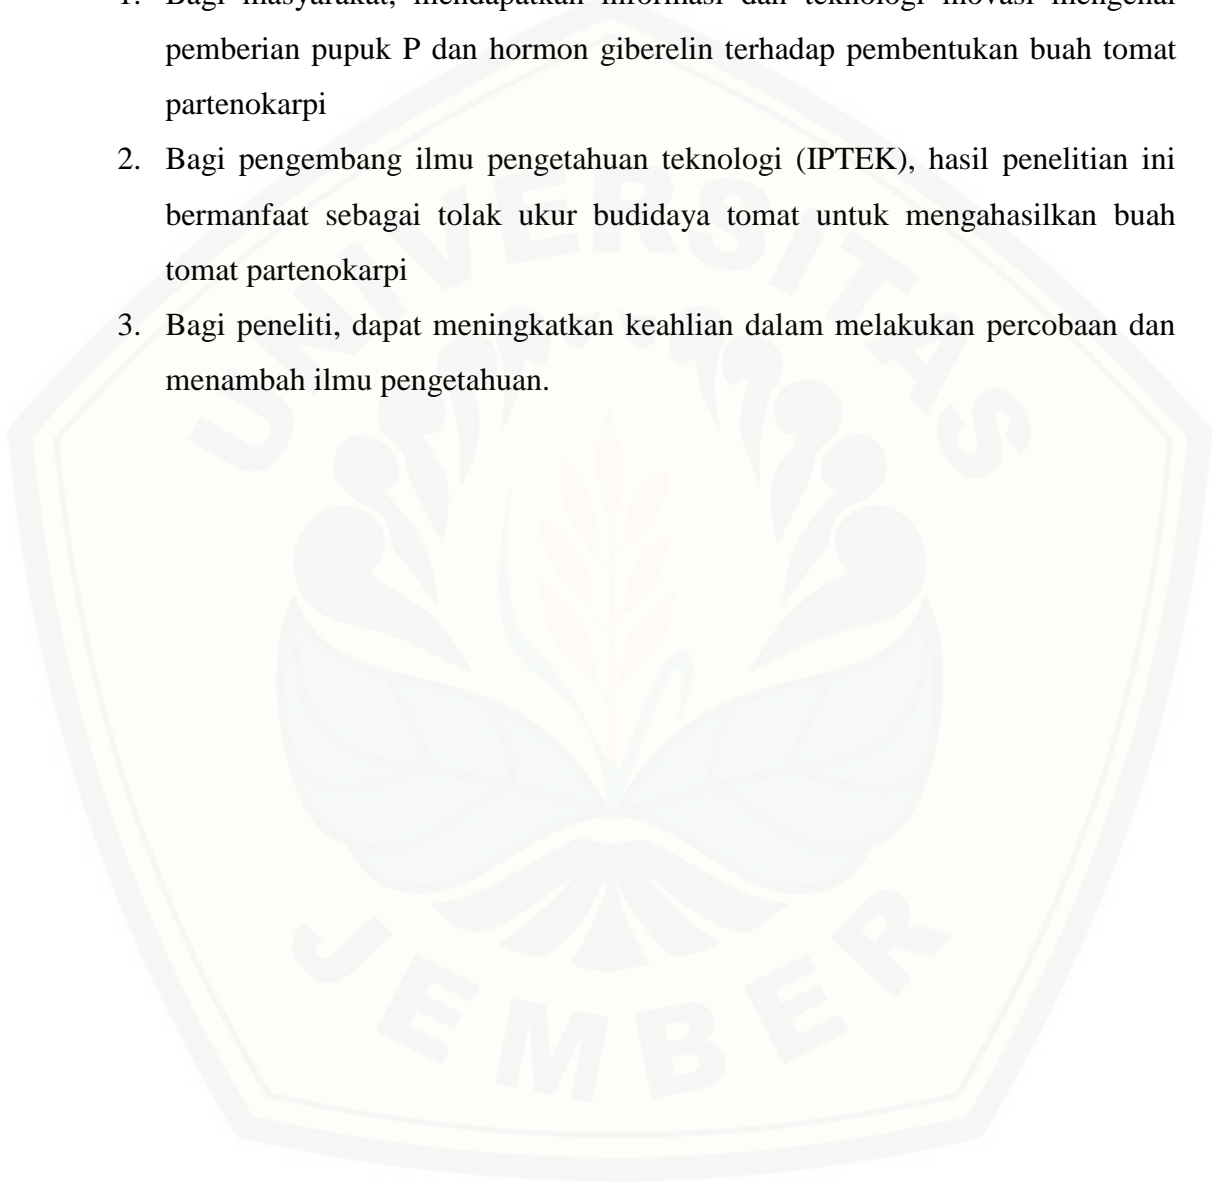 1. Bagi masyarakat, mendapatkan informasi dan teknologi inovasi mengenai
pemberian pupuk P dan hormon giberelin terhadap pembentukan buah tomat
partenokarpi
2. Bagi pengembang ilmu pengetahuan teknologi (IPTEK), hasil penelitian ini
bermanfaat sebagai tolak ukur budidaya tomat untuk mengahasilkan buah
tomat partenokarpi
3. Bagi peneliti, dapat meningkatkan keahlian dalam melakukan percobaan dan
menambah ilmu pengetahuan.
UNIVERSITAS
JEMBER